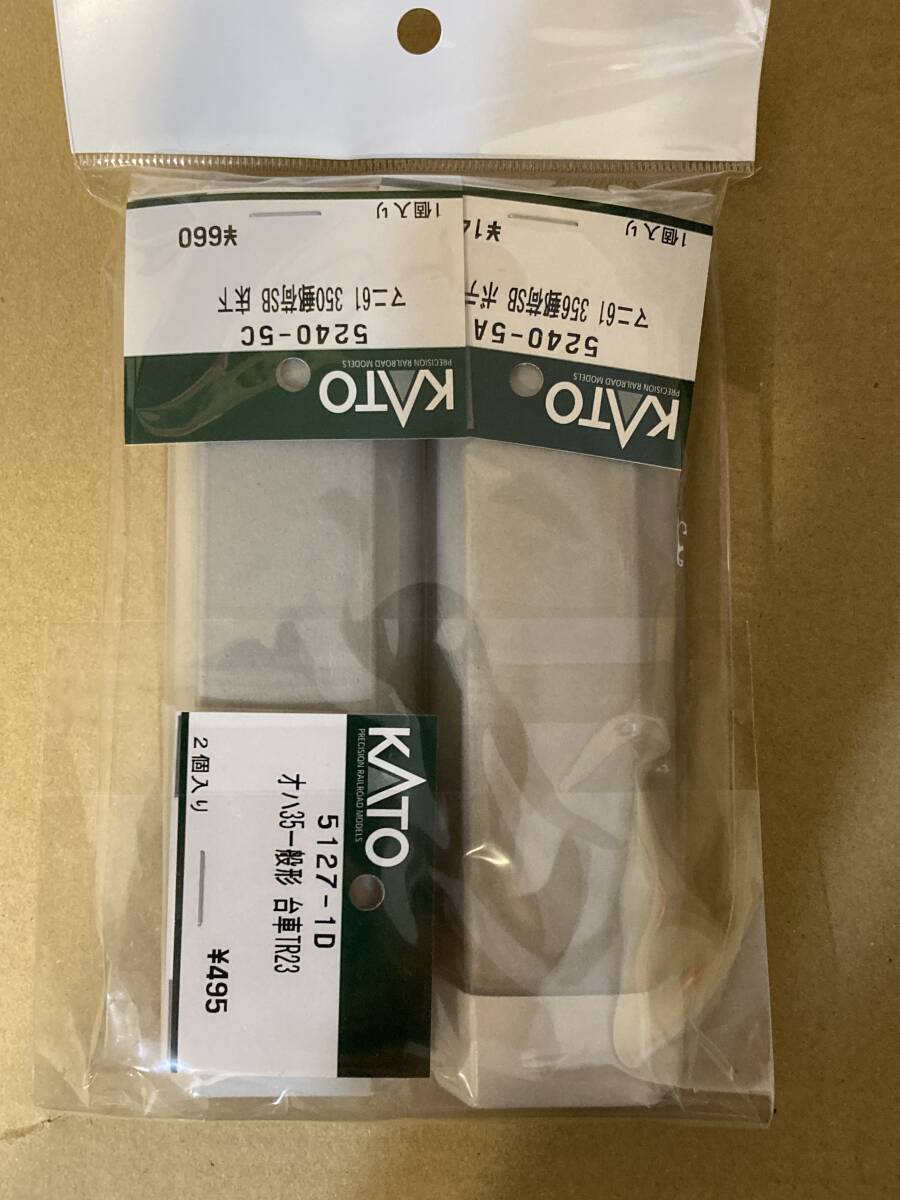 KATO
PRECISION RAILROAD MODELS
5240-5C
マニ61 350郵荷SB 床下
¥660
1個入り
KATO
PRECISION RAILROAD MODELS
5240-5A
マニ61 356郵荷SB ボデ
¥14
1個入り
KATO
PRECISION RAILROAD MODELS
5127-1D
オハ35一般形 台車TR23
2個入り
¥495